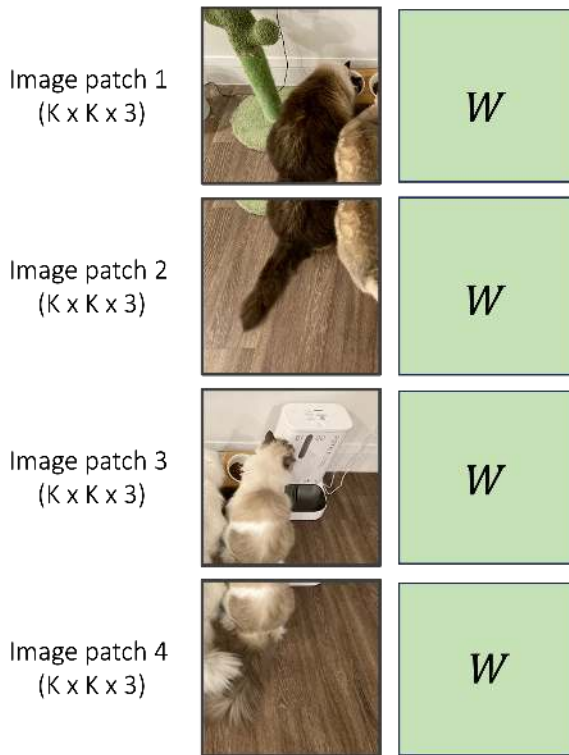 Image patch 1
(K x K x 3)
W
Image patch 2
(K x K x 3)
W
Image patch 3
(K x K x 3)
W
Image patch 4
(K x K x 3)
W